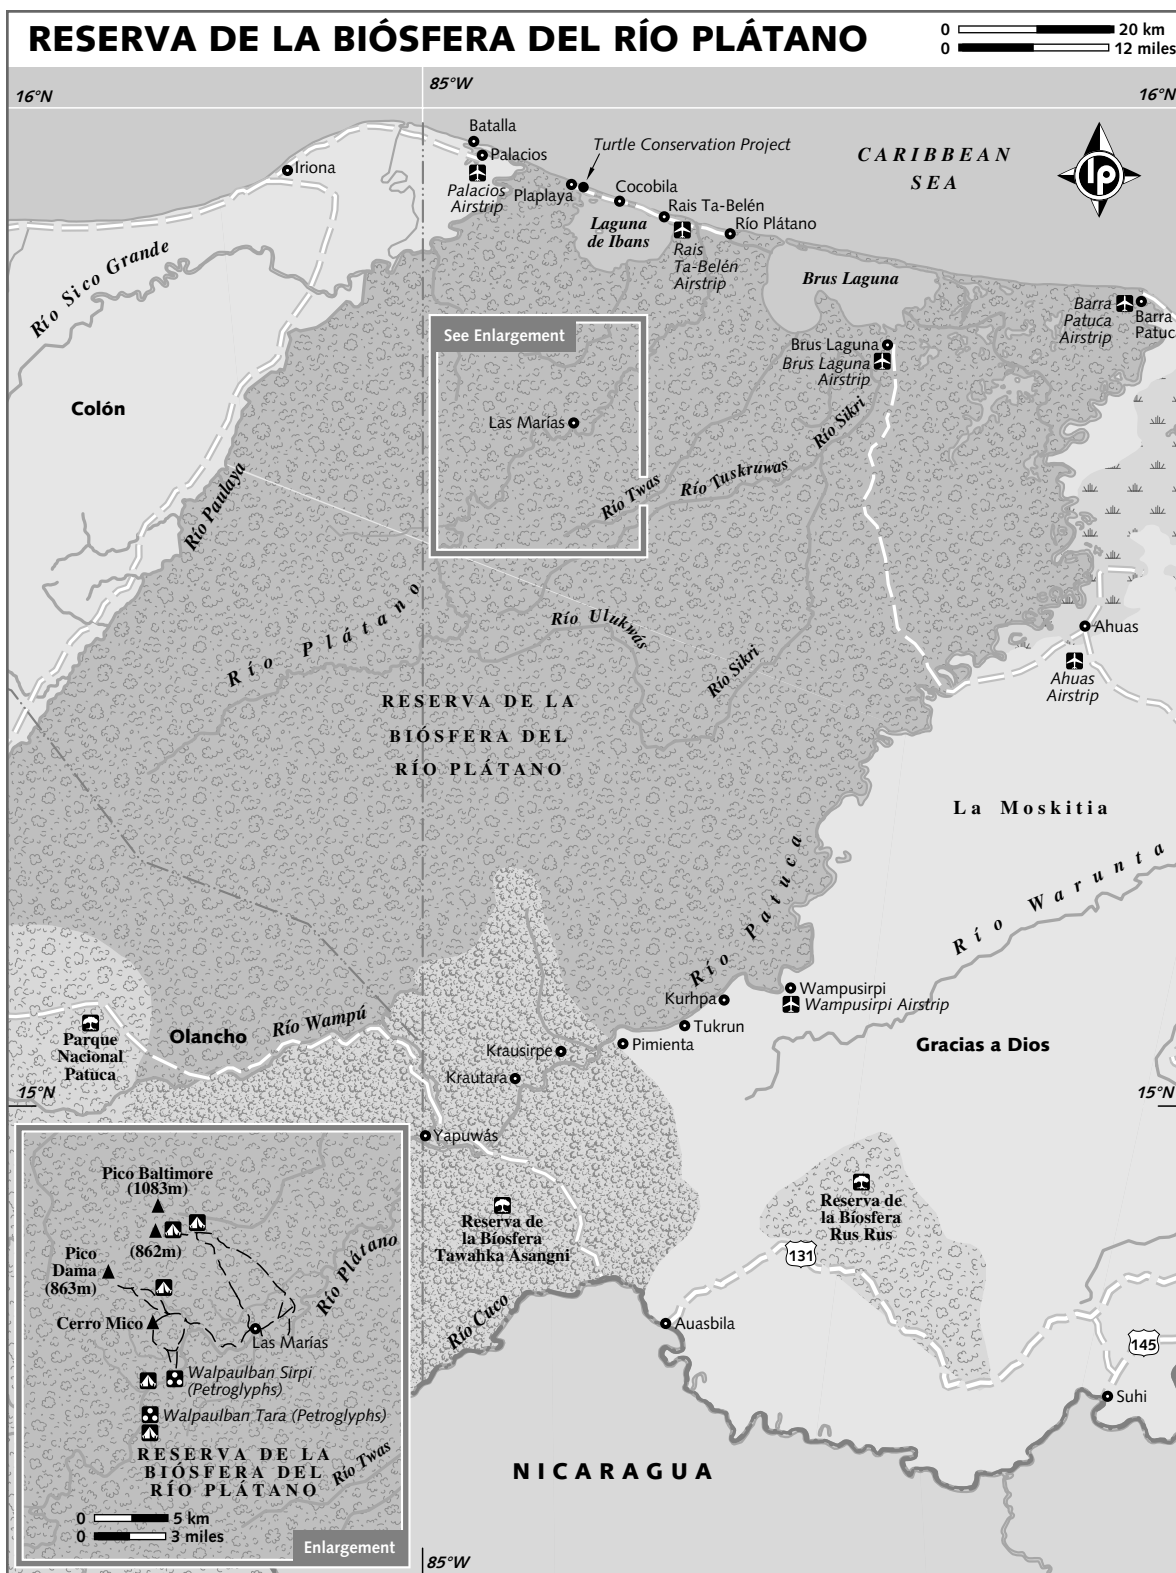 RESERVA DE LA BIÓSFERA DEL RÍO PLÁTANO
0 20 km
0 12 miles
85°W
16°N
16°N
Batalla
Palacios
Palacios
Airstrip
Iriona
Turtle Conservation Project
Plaplaya
Cocobila
Rais Ta-Belén
Río Plátano
Laguna
de Ibans
Rais
Ta-Belén
Airstrip
CARIBBEAN
SEA
lp
Río Sico Grande
Brus Laguna
Barra
Patuca
Airstrip
Barra
Patuca
See Enlargement
Brus Laguna
Brus Laguna
Airstrip
Colón
Las Marías
Río Sikri
Río Tuskruwas
Río Twas
Río Paulaya
Río Plátano
Río Ulukwás
Río Sikri
Ahuas
Ahuas
Airstrip
RESERVA DE LA
BIÓSFERA DEL
RÍO PLÁTANO
La Moskitia
Río Patuca
Río Warunta
Wampusirpi
Wampusirpi Airstrip
Kurhpa
Tukrun
Pimienta
Olancho
Río Wampú
Parque
Nacional
Patuca
Krausirpe
Krautara
Gracias a Dios
15°N
15°N
Yapuwás
Reserva de
la Bíosfera
Tawahka Asangni
Reserva de
la Bíosfera
Rus Rus
131
145
Río Cuco
Auasbila
Suhi
NICARAGUA
Pico Baltimore
(1083m)
(862m)
Pico
Dama
(863m)
Río Plátano
Cerro Mico
Las Marías
Walpaulban Sirpi
(Petroglyphs)
Walpaulban Tara (Petroglyphs)
RESERVA DE LA
BIÓSFERA DEL
RÍO PLÁTANO
Río Twas
0 5 km
0 3 miles
Enlargement
85°W